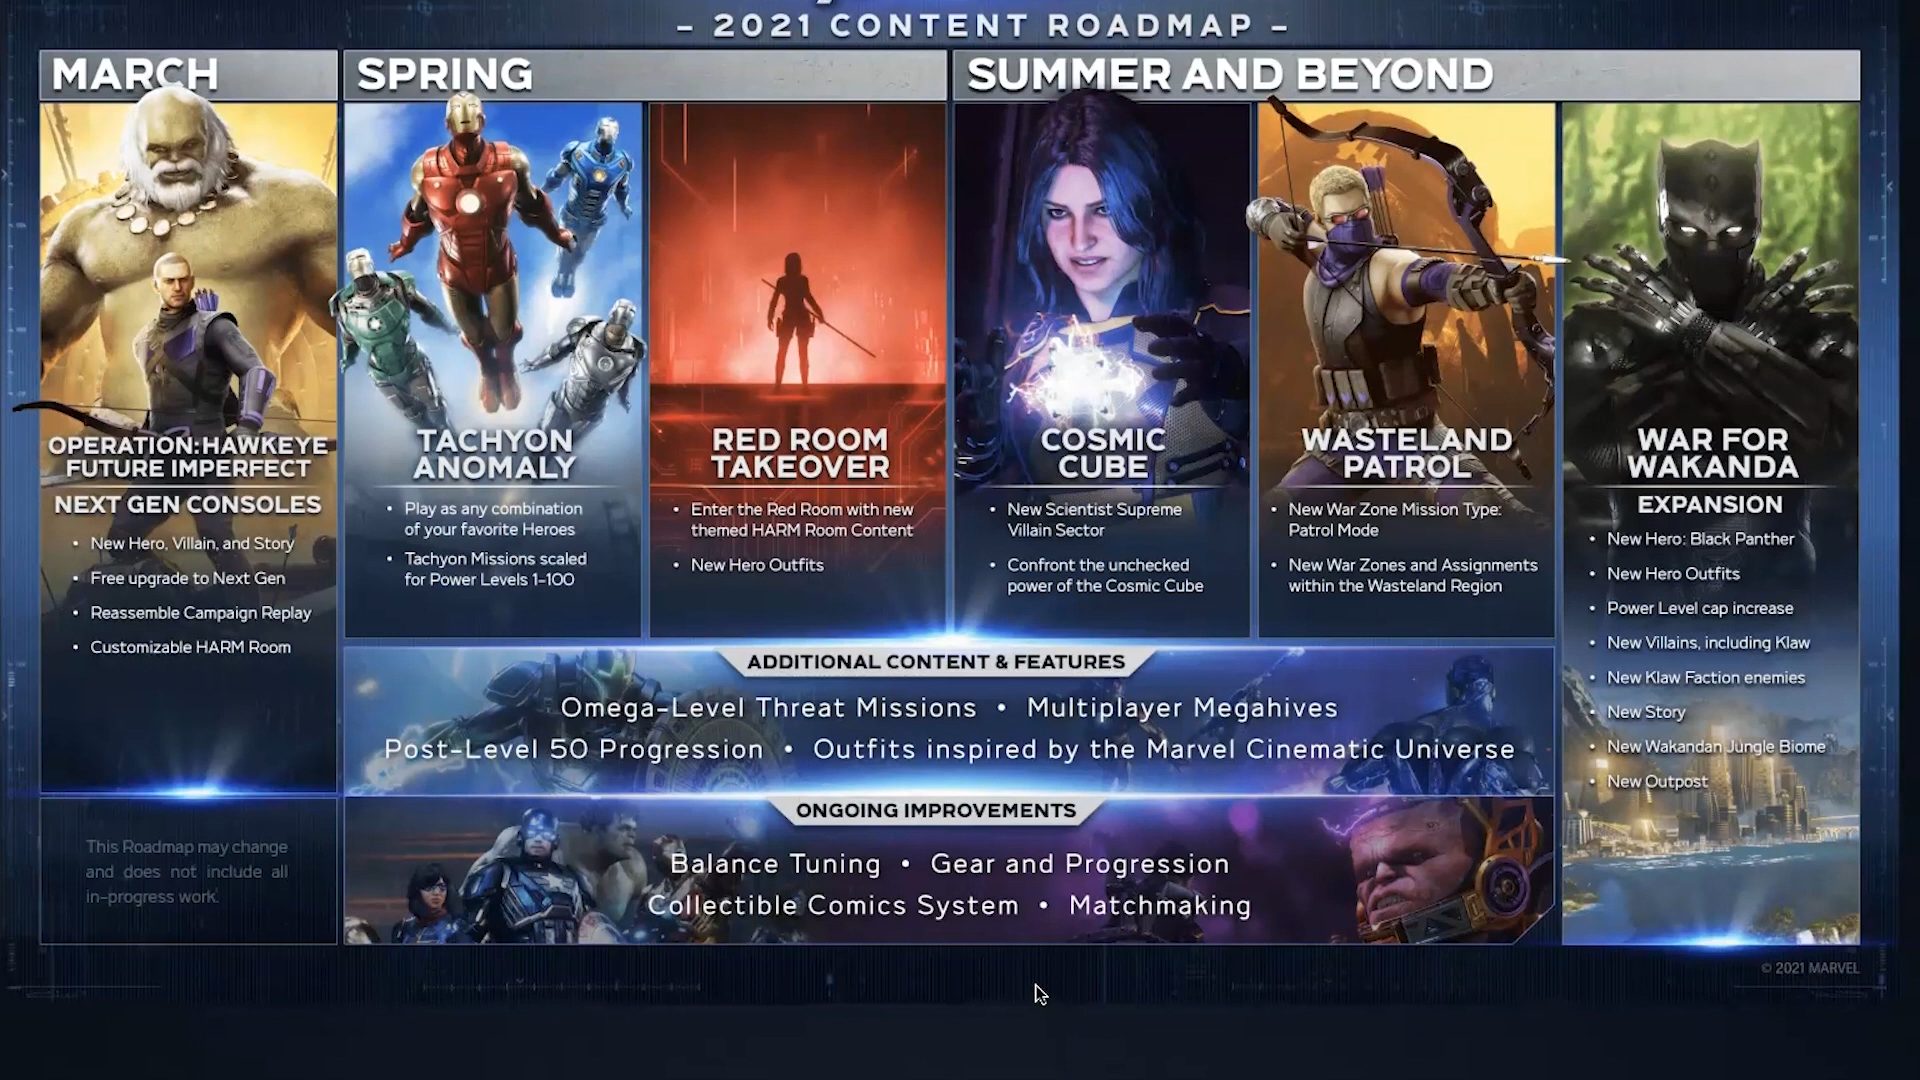 - 2021 CONTENT ROADMAP -
MARCH
OPERATION: HAWKEYE
FUTURE IMPERFECT
NEXT GEN CONSOLES
• New Hero, Villain, and Story
• Free upgrade to Next Gen
• Reassemble Campaign Replay
• Customizable HARM Room
This Roadmap may change
and does not include all
in-progress work.
SPRING
TACHYON
ANOMALY
• Play as any combination
of your favorite Heroes
• Tachyon Missions scaled
for Power Levels 1-100
RED ROOM
TAKEOVER
• Enter the Red Room with new
themed HARM Room Content
• New Hero Outfits
SUMMER AND BEYOND
COSMIC
CUBE
• New Scientist Supreme
Villain Sector
• Confront the unchecked
power of the Cosmic Cube
WASTELAND
PATROL
• New War Zone Mission Type:
Patrol Mode
• New War Zones and Assignments
within the Wasteland Region
WAR FOR
WAKANDA
EXPANSION
• New Hero: Black Panther
• New Hero Outfits
• Power Level cap increase
• New Villains, including Klaw
• New Klaw Faction enemies
• New Story
• New Wakandan Jungle Biome
• New Outpost
ADDITIONAL CONTENT & FEATURES
Omega-Level Threat Missions • Multiplayer Megahives
Post-Level 50 Progression • Outfits inspired by the Marvel Cinematic Universe
ONGOING IMPROVEMENTS
Balance Tuning • Gear and Progression
Collectible Comics System • Matchmaking
© 2021 MARVEL